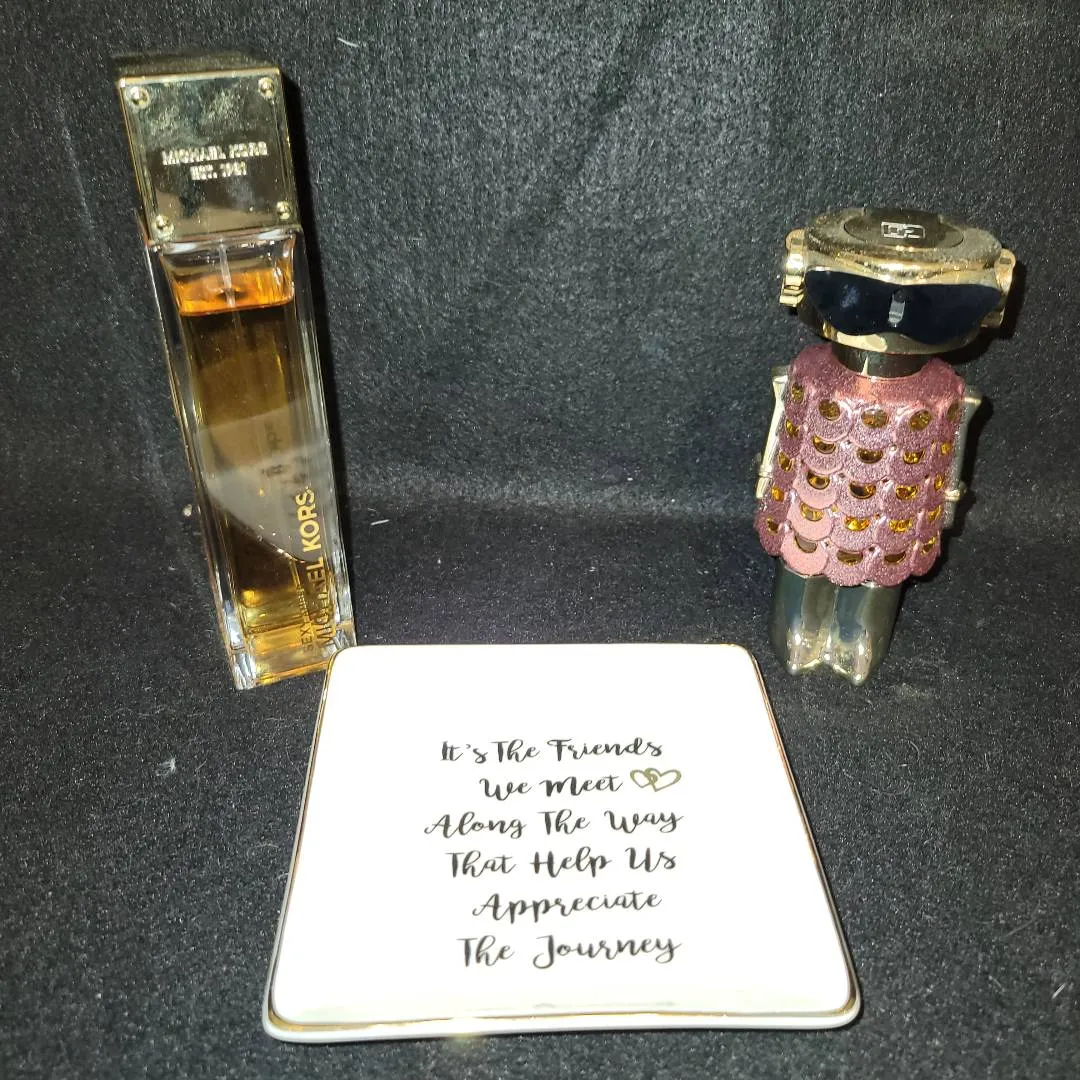 MICHAEL KORS
EST. 1981
MICHAEL KORS
It's The Friends
We Meet
Along The Way
That Help Us
Appreciate
The Journey